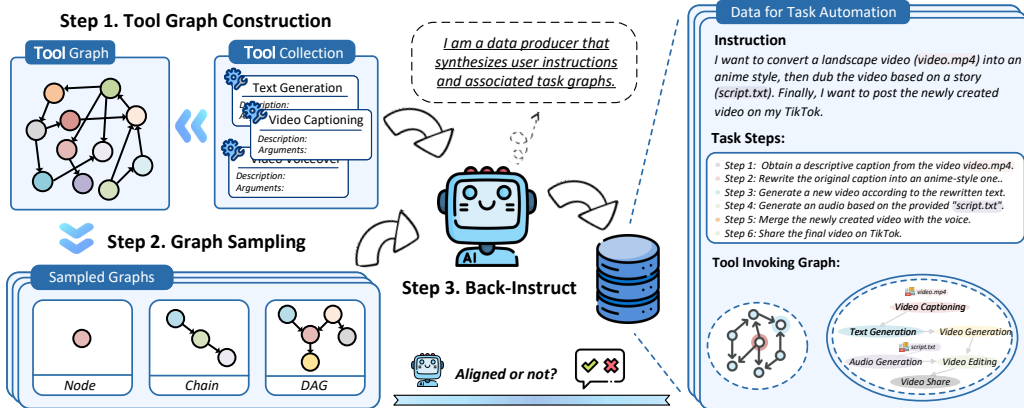 Step 1. Tool Graph Construction
Tool Graph
Tool Collection
Text Generation
Description:
Video Captioning
Description:
Arguments:
Video Voiceover
Description:
Arguments:
I am a data producer that
synthesizes user instructions
and associated task graphs.
Step 2. Graph Sampling
Sampled Graphs
Node
Chain
DAG
AI
Step 3. Back-Instruct
Aligned or not?
Data for Task Automation
Instruction
I want to convert a landscape video (video.mp4) into an
anime style, then dub the video based on a story
(script.txt). Finally, I want to post the newly created
video on my TikTok.
Task Steps:
Step 1: Obtain a descriptive caption from the video video.mp4.
Step 2: Rewrite the original caption into an anime-style one..
Step 3: Generate a new video according to the rewritten text.
Step 4: Generate an audio based on the provided "script.txt".
Step 5: Merge the newly created video with the voice.
Step 6: Share the final video on TikTok.
Tool Invoking Graph:
video.mp4
Video Captioning
Text Generation
Video Generation
script.txt
Audio Generation
Video Editing
Video Share